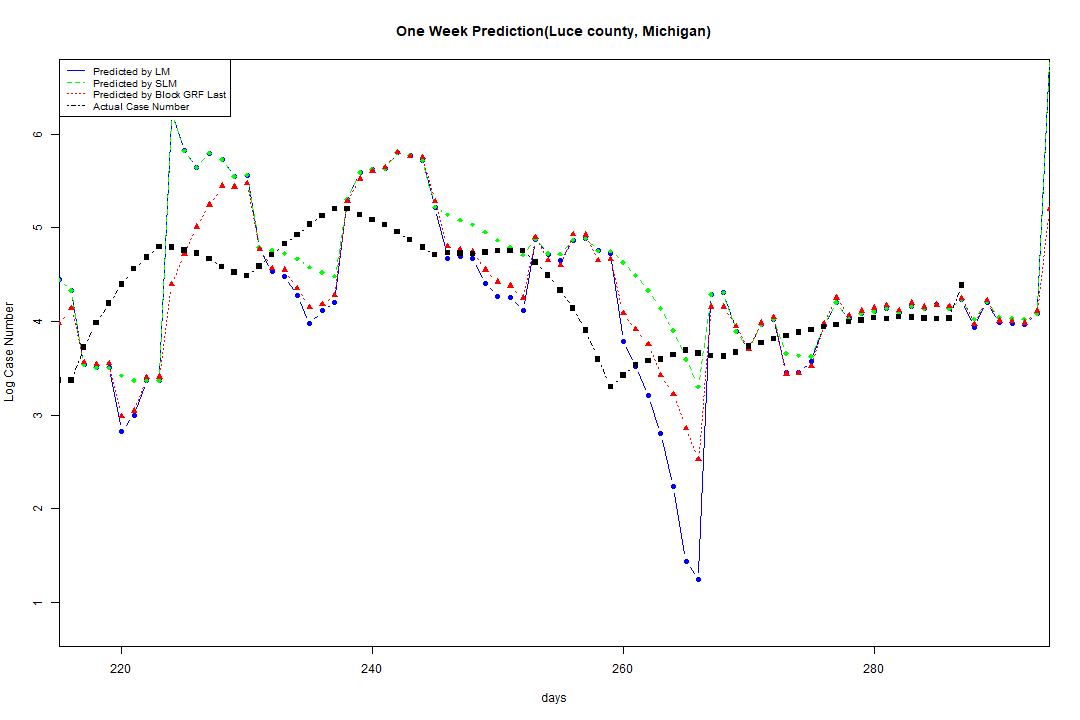 One Week Prediction(Luce county, Michigan)
Predicted by LM
Predicted by SLM
Predicted by Block GRF Last
Actual Case Number
6
5
4
3
2
1
Log Case Number
220 240 260 280
days